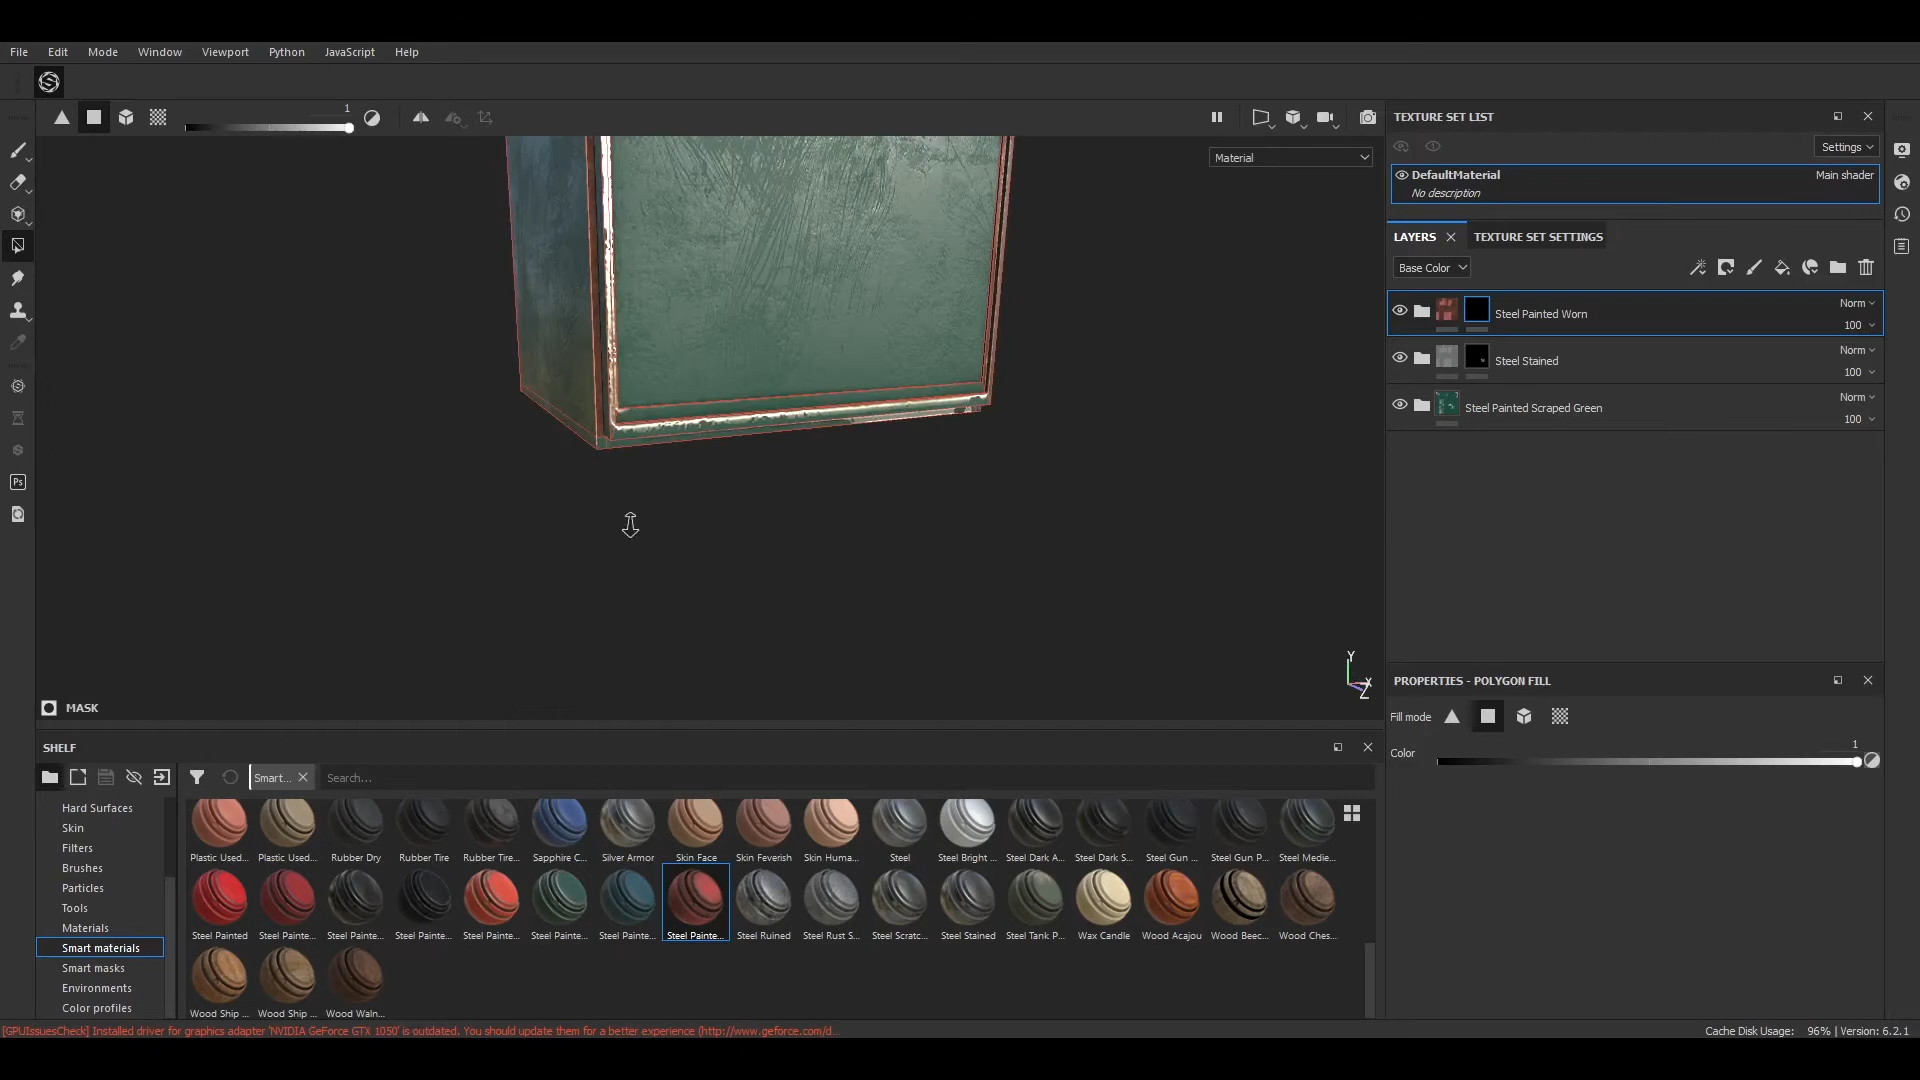 File Edit Mode Window Viewport Python JavaScript Help
1
Material
TEXTURE SET LIST
Settings
DefaultMaterial Main shader
No description
LAYERS TEXTURE SET SETTINGS
Base Color
Norm
Steel Painted Worn
100
Norm
Steel Stained
100
Norm
Steel Painted Scraped Green
100
Y
X
Z
MASK
PROPERTIES - POLYGON FILL
Fill mode
1
Color
SHELF
Smart... Search...
Hard Surfaces
Skin
Filters
Brushes
Particles
Tools
Materials
Smart materials
Smart masks
Environments
Color profiles
Plastic Used... Plastic Used... Rubber Dry Rubber Tire Rubber Tire... Sapphire C... Silver Armor Skin Face Skin Feverish Skin Huma... Steel Steel Bright ... Steel Dark A... Steel Dark S... Steel Gun ... Steel Gun P... Steel Medie...
Steel Painted Steel Painte... Steel Painte... Steel Painte... Steel Painte... Steel Painte... Steel Painte... Steel Painte... Steel Ruined Steel Rust S... Steel Scratc... Steel Stained Steel Tank P... Wax Candle Wood Acajou Wood Beec... Wood Ches...
Wood Ship ... Wood Ship ... Wood Waln...
Ps
[GPUIssuesCheck] Installed driver for graphics adapter 'NVIDIA GeForce GTX 1050' is outdated. You should update them for a better experience (http://www.geforce.com/d...
Cache Disk Usage: 96% | Version: 6.2.1